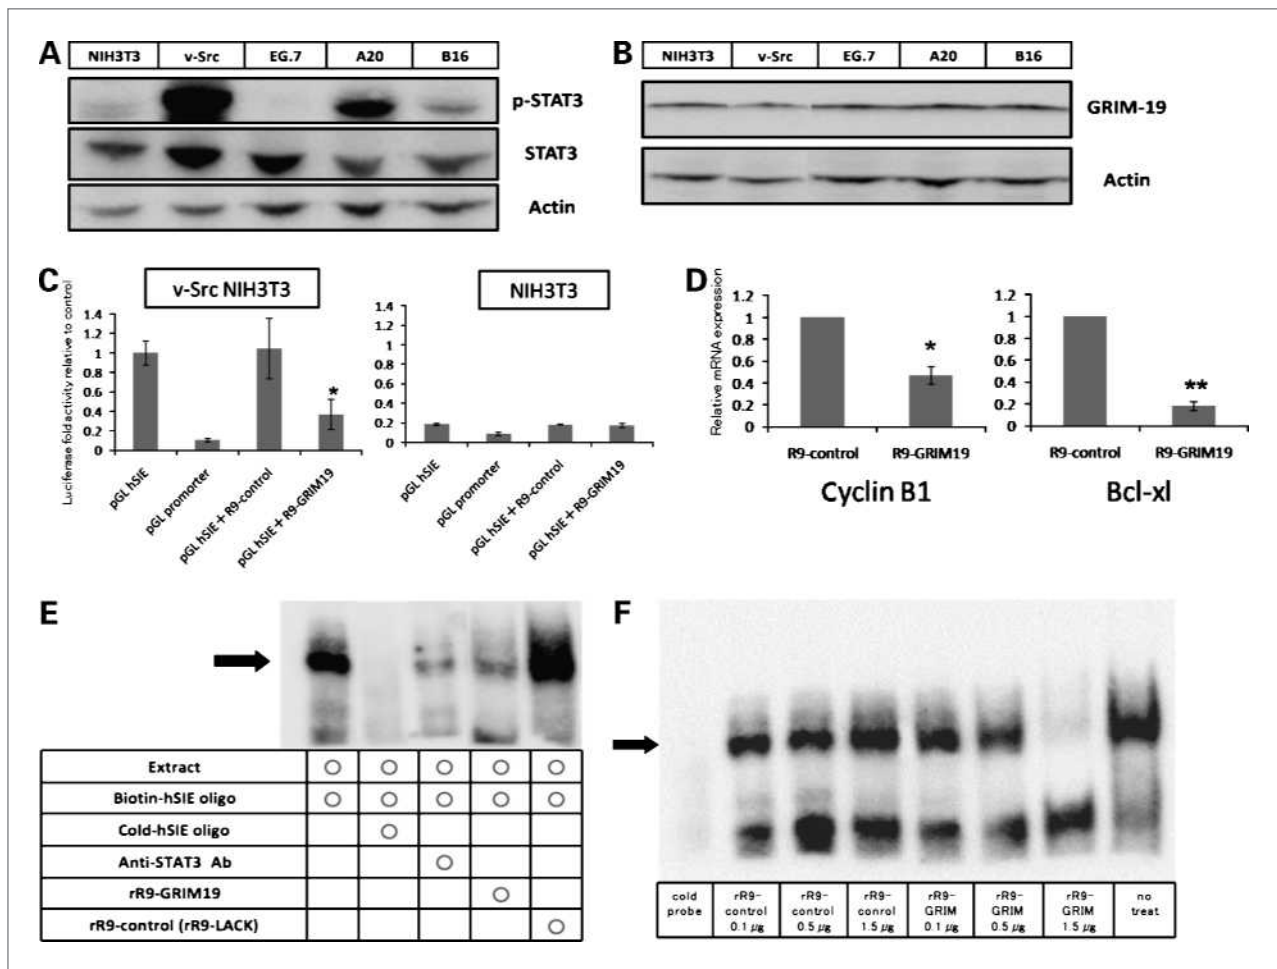 A
NIH3T3 v-Src EG.7 A20 B16
p-STAT3
STAT3
Actin
B
NIH3T3 v-Src EG.7 A20 B16
GRIM-19
Actin
C
v-Src NIH3T3
Luciferase fold activity relative to control
1.4
1.2
1
0.8
0.6
0.4
0.2
0
*
pGL hSIE
pGL promorter
pGL hSIE + R9-control
pGL hSIE + R9-GRIM19
NIH3T3
1.4
1.2
1
0.8
0.6
0.4
0.2
0
pGL hSIE
pGL promorter
pGL hSIE + R9-control
pGL hSIE + R9-GRIM19
D
Relative mRNA expression
1.2
1
0.8
0.6
0.4
0.2
0
*
R9-control R9-GRIM19
Cyclin B1
1.2
1
0.8
0.6
0.4
0.2
0
**
R9-control R9-GRIM19
Bcl-xl
E
Extract
Biotin-hSIE oligo
Cold-hSIE oligo
Anti-STAT3 Ab
rR9-GRIM19
rR9-control (rR9-LACK)
F
cold rR9- rR9- rR9- rR9- rR9- rR9- no
probe control control conrol GRIM GRIM GRIM treat
0.1 μg 0.5 μg 1.5 μg 0.1 μg 0.5 μg 1.5 μg